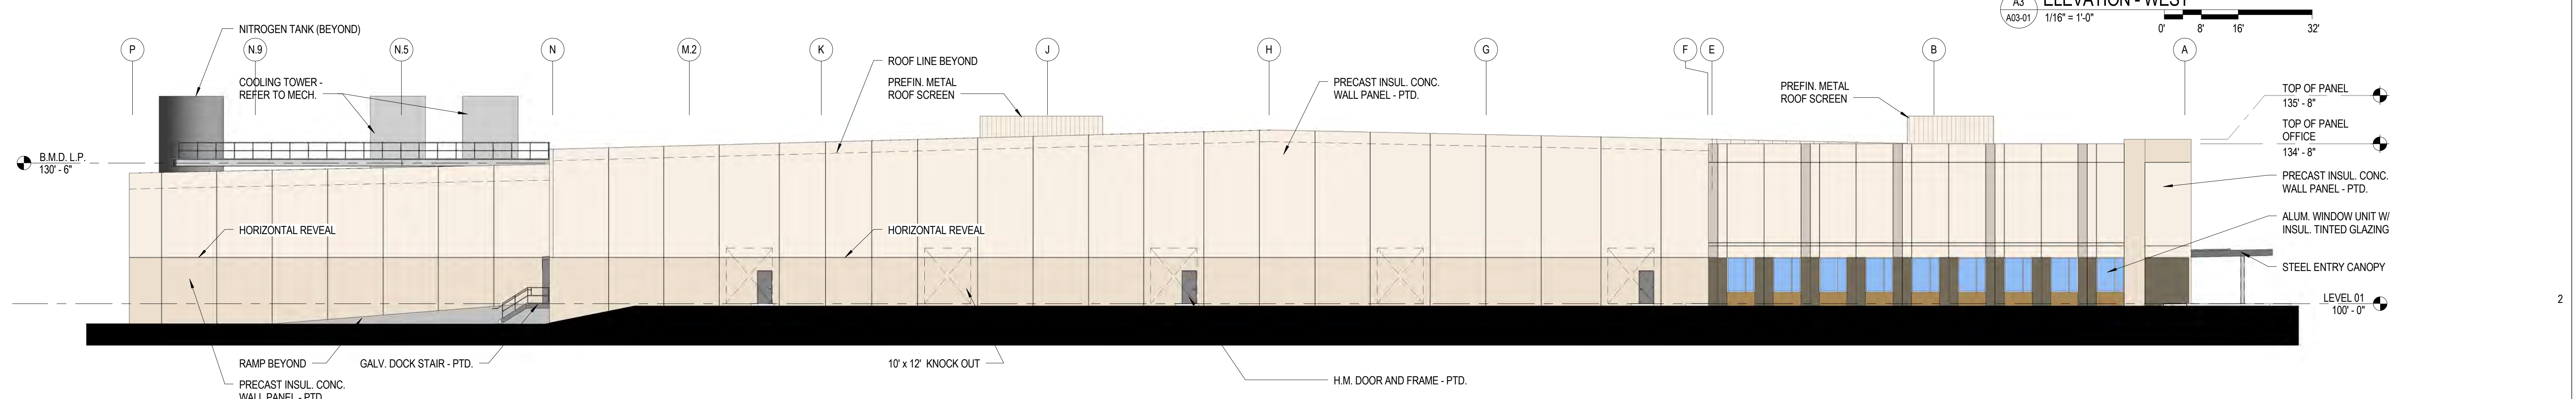 A3
ELEVATION - WEST
A03-01
1/16" = 1'-0"
0'
8'
16'
32'
NITROGEN TANK (BEYOND)
P
N.9
N.5
N
M.2
K
J
H
G
F
E
B
A
COOLING TOWER -
REFER TO MECH.
ROOF LINE BEYOND
PREFIN. METAL
ROOF SCREEN
PRECAST INSUL. CONC.
WALL PANEL - PTD.
PREFIN. METAL
ROOF SCREEN
TOP OF PANEL
135' - 8"
TOP OF PANEL
OFFICE
134' - 8"
B.M.D. L.P.
130' - 6"
PRECAST INSUL. CONC.
WALL PANEL - PTD.
HORIZONTAL REVEAL
HORIZONTAL REVEAL
ALUM. WINDOW UNIT W/
INSUL. TINTED GLAZING
STEEL ENTRY CANOPY
LEVEL 01
100' - 0"
2
RAMP BEYOND
GALV. DOCK STAIR - PTD.
10' x 12' KNOCK OUT
H.M. DOOR AND FRAME - PTD.
PRECAST INSUL. CONC.
WALL PANEL - PTD.